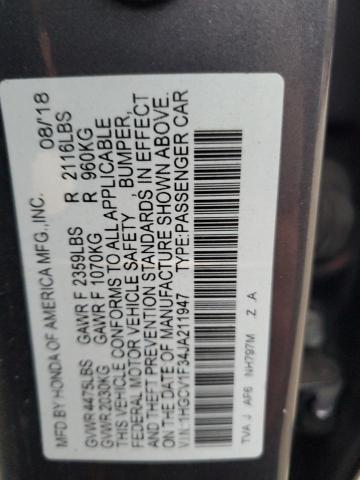 MFD BY HONDA OF AMERICA MFG.,INC. 08/18
GVWR 4475LBS GAWR F 2359LBS R 2116LBS
GVWR 2030KG GAWR F 1070KG R 960KG
THIS VEHICLE CONFORMS TO ALL APPLICABLE
FEDERAL MOTOR VEHICLE SAFETY, BUMPER,
AND THEFT PREVENTION STANDARDS IN EFFECT
ON THE DATE OF MANUFACTURE SHOWN ABOVE.
VIN:1HGCV1F34JA211947 TYPE:PASSENGER CAR
TVA J AF6 NH797M Z A